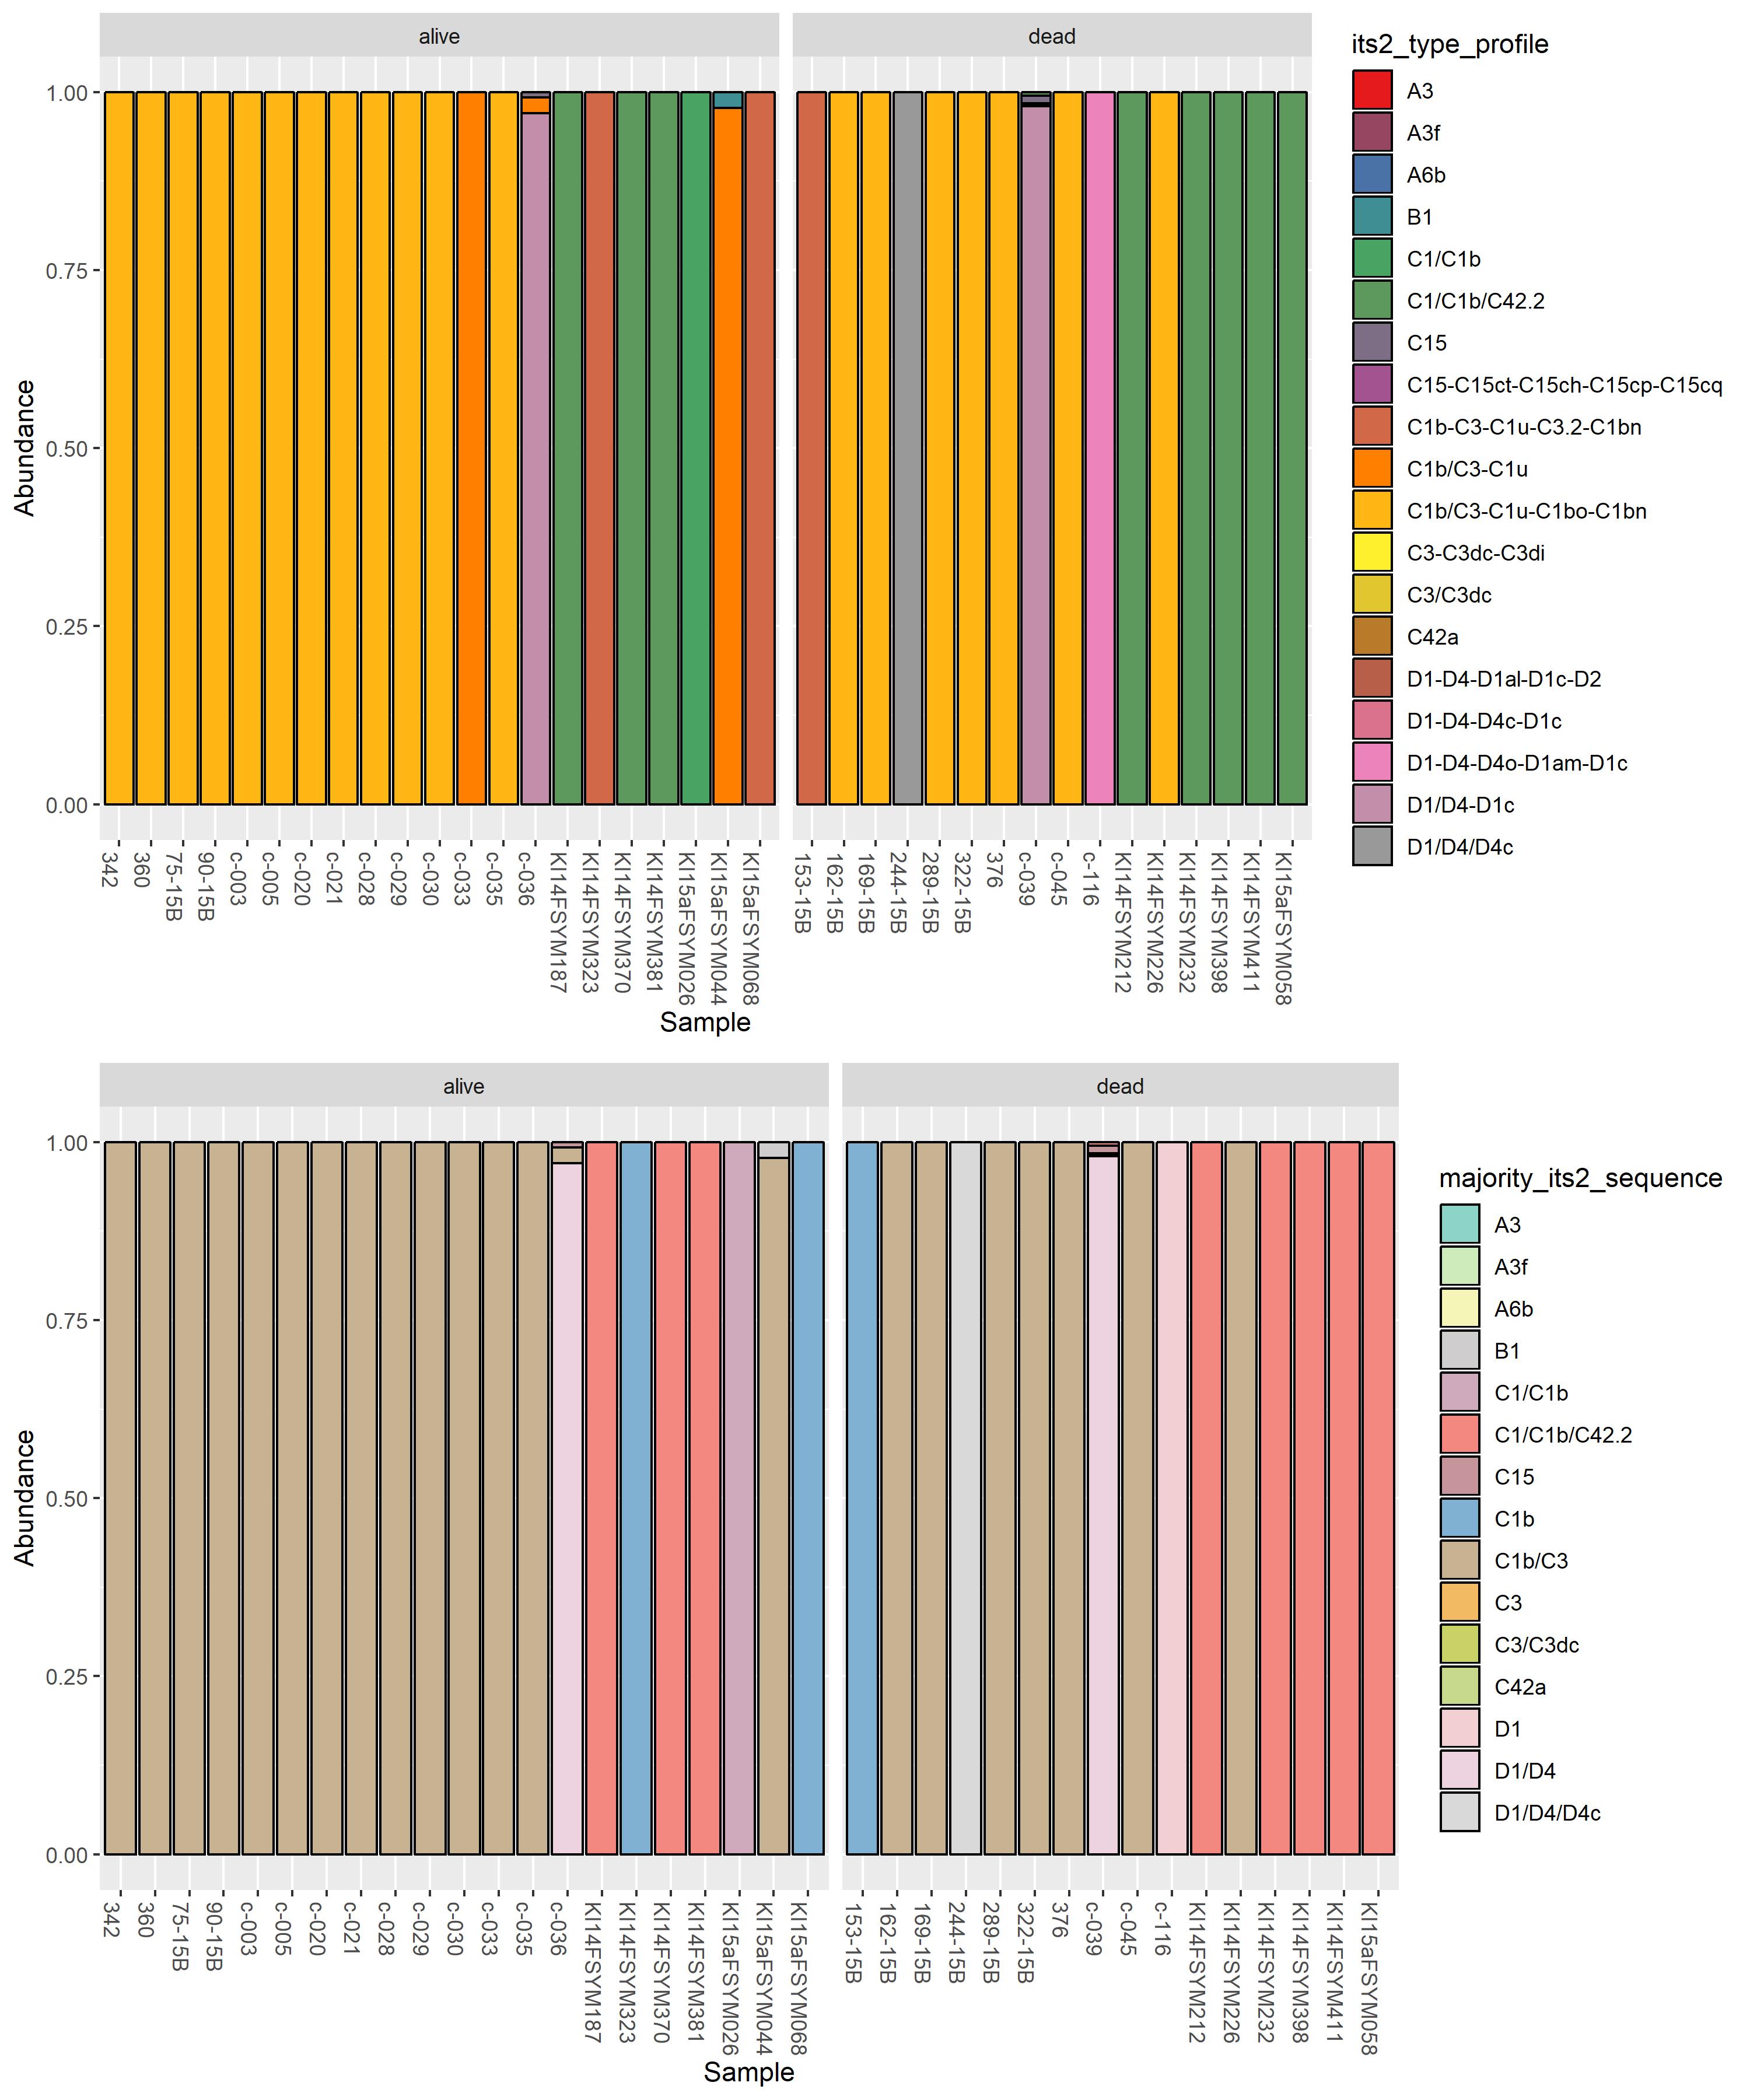 alive
dead
its2_type_profile
A3
A3f
A6b
B1
C1/C1b
C1/C1b/C42.2
C15
C15-C15ct-C15ch-C15cp-C15cq
C1b-C3-C1u-C3.2-C1bn
C1b/C3-C1u
C1b/C3-C1u-C1bo-C1bn
C3-C3dc-C3di
C3/C3dc
C42a
D1-D4-D1al-D1c-D2
D1-D4-D4c-D1c
D1-D4-D4o-D1am-D1c
D1/D4-D1c
D1/D4/D4c
Abundance
1.00
0.75
0.50
0.25
0.00
342
360
75-15B
90-15B
c-003
c-005
c-020
c-021
c-028
c-029
c-030
c-033
c-035
c-036
KI14FSYM187
KI14FSYM323
KI14FSYM370
KI14FSYM381
KI15aFSYM026
KI15aFSYM044
KI15aFSYM068
153-15B
162-15B
169-15B
244-15B
289-15B
322-15B
376
c-039
c-045
c-116
KI14FSYM212
KI14FSYM226
KI14FSYM232
KI14FSYM398
KI14FSYM411
KI15aFSYM058
Sample
alive
dead
majority_its2_sequence
A3
A3f
A6b
B1
C1/C1b
C1/C1b/C42.2
C15
C1b
C1b/C3
C3
C3/C3dc
C42a
D1
D1/D4
D1/D4/D4c
Abundance
1.00
0.75
0.50
0.25
0.00
342
360
75-15B
90-15B
c-003
c-005
c-020
c-021
c-028
c-029
c-030
c-033
c-035
c-036
KI14FSYM187
KI14FSYM323
KI14FSYM370
KI14FSYM381
KI15aFSYM026
KI15aFSYM044
KI15aFSYM068
153-15B
162-15B
169-15B
244-15B
289-15B
322-15B
376
c-039
c-045
c-116
KI14FSYM212
KI14FSYM226
KI14FSYM232
KI14FSYM398
KI14FSYM411
KI15aFSYM058
Sample